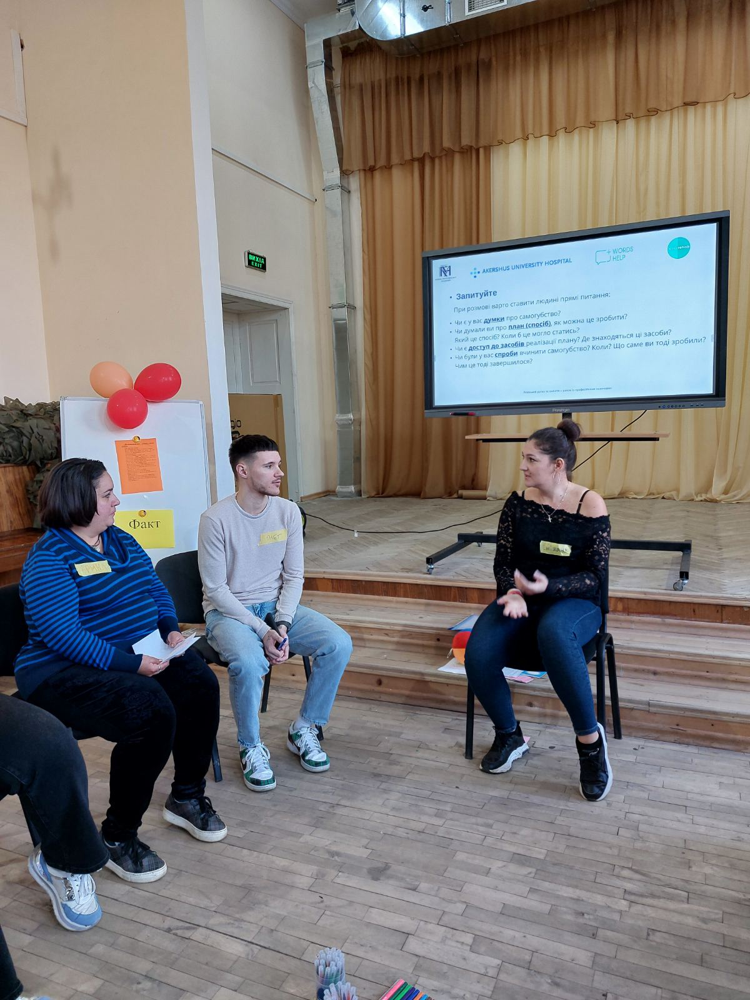 ВИХІД
EXIT
AKERSHUS UNIVERSITY HOSPITAL
WORDS
HELP
• Запитуйте
При розмові варто ставити людині прямі питання:
• Чи є у вас думки про самогубство?
• Чи думали ви про план (спосіб), як можна це зробити?
Який це спосіб? Коли б це могло статись?
• Чи є доступ до засобів реалізації плану? Де знаходяться ці засоби?
• Чи були у вас спроби вчинити самогубство? Коли? Що саме ви тоді зробили?
Чим це тоді завершилося?
Prestigio
gio
Факт
ОЛЕГ